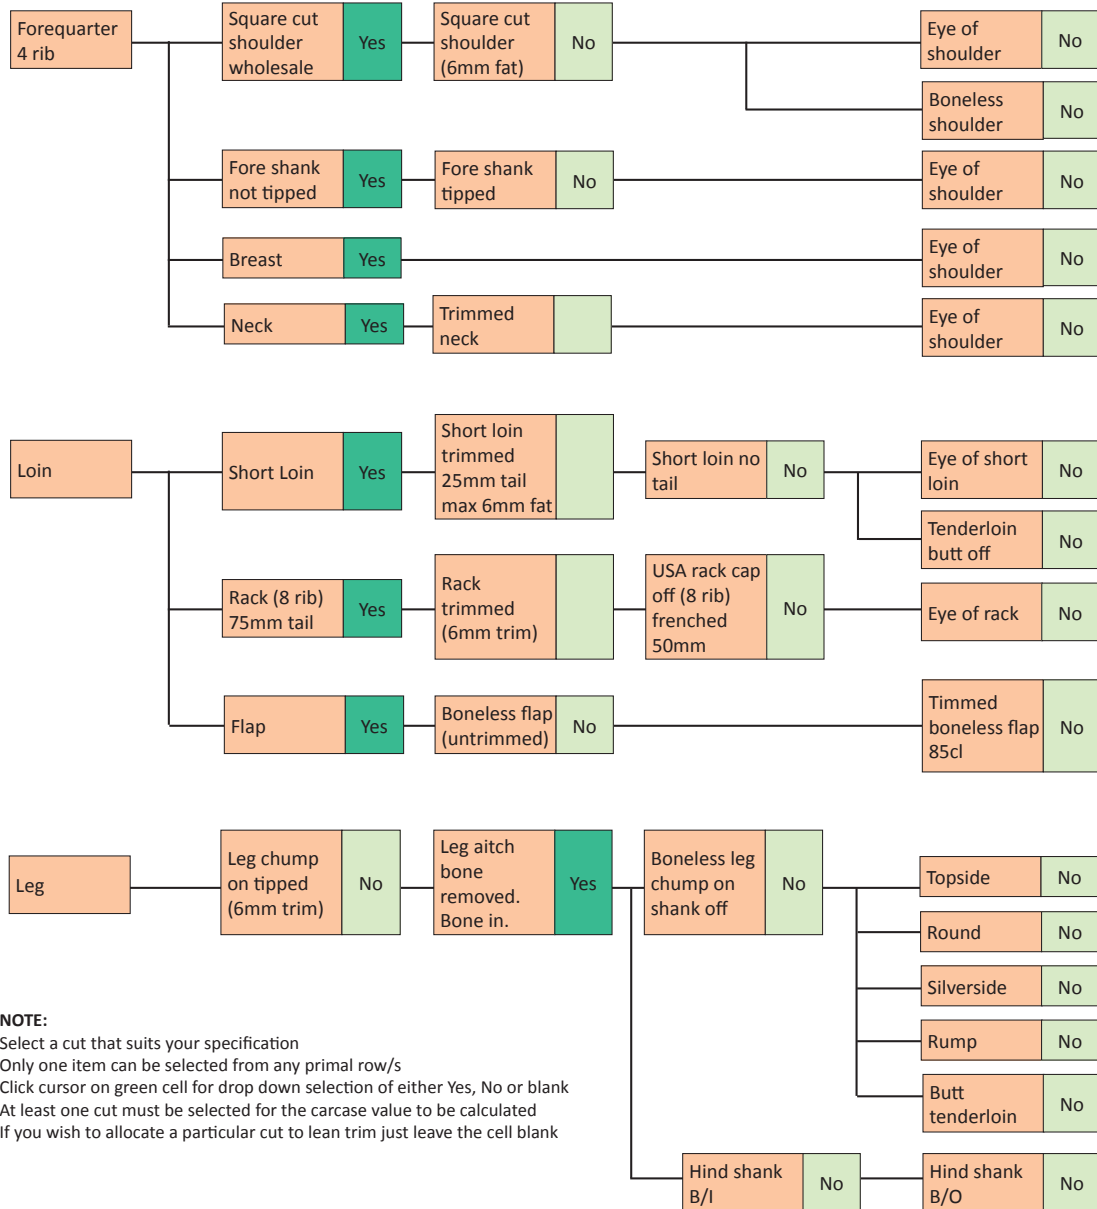 Forequarter
4 rib
Square cut
shoulder
wholesale
Yes
Square cut
shoulder
(6mm fat)
No
Eye of
shoulder
No
Boneless
shoulder
No
Fore shank
not tipped
Yes
Fore shank
tipped
No
Eye of
shoulder
No
Breast
Yes
Eye of
shoulder
No
Neck
Yes
Trimmed
neck
Eye of
shoulder
No
Loin
Short Loin
Yes
Short loin
trimmed
25mm tail
max 6mm fat
Short loin no
tail
No
Eye of short
loin
No
Tenderloin
butt off
No
Rack (8 rib)
75mm tail
Yes
Rack
trimmed
(6mm trim)
USA rack cap
off (8 rib)
frenched
50mm
No
Eye of rack
No
Flap
Yes
Boneless flap
(untrimmed)
No
Timmed
boneless flap
85cl
No
Leg
Leg chump
on tipped
(6mm trim)
No
Leg aitch
bone
removed.
Bone in.
Yes
Boneless leg
chump on
shank off
No
Topside
No
Round
No
Silverside
No
Rump
No
Butt
tenderloin
No
Hind shank
B/I
No
Hind shank
B/O
No
NOTE:
Select a cut that suits your specification
Only one item can be selected from any primal row/s
Click cursor on green cell for drop down selection of either Yes, No or blank
At least one cut must be selected for the carcase value to be calculated
If you wish to allocate a particular cut to lean trim just leave the cell blank